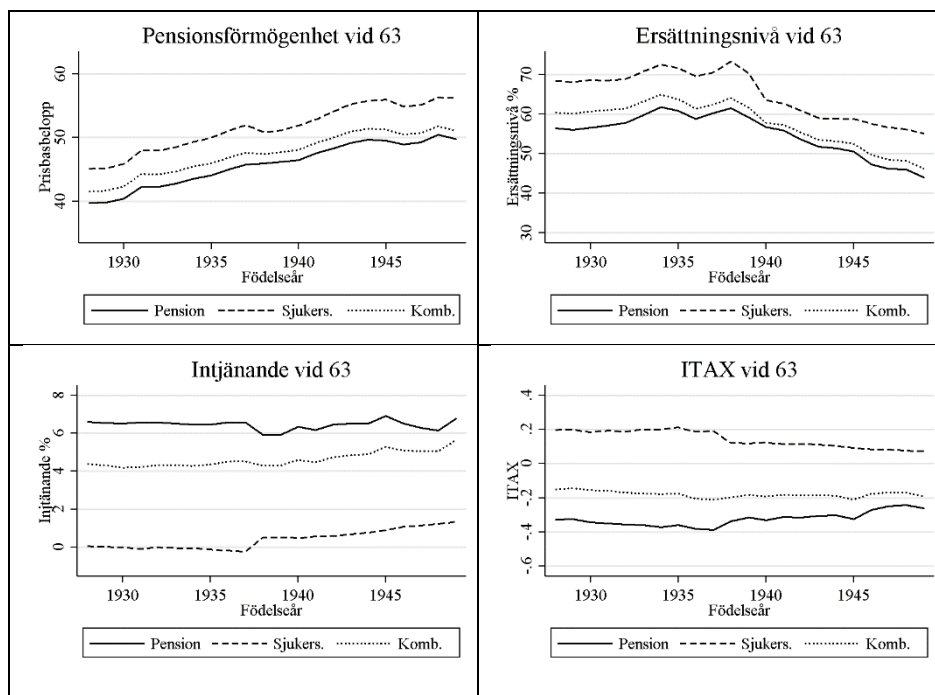 Pensionsförmögenhet vid 63
Prisbasbelopp
60
50
40
1930 1935 1940 1945
Födelseår
Pension Sjukers. Komb.
Ersättningsnivå vid 63
Ersättningsnivå %
70
60
50
40
30
1930 1935 1940 1945
Födelseår
Pension Sjukers. Komb.
Intjänande vid 63
Intjänande %
8
6
4
2
0
1930 1935 1940 1945
Födelseår
Pension Sjukers. Komb.
ITAX vid 63
ITAX
.4
.2
0
-.2
-.4
-.6
1930 1935 1940 1945
Födelseår
Pension Sjukers. Komb.